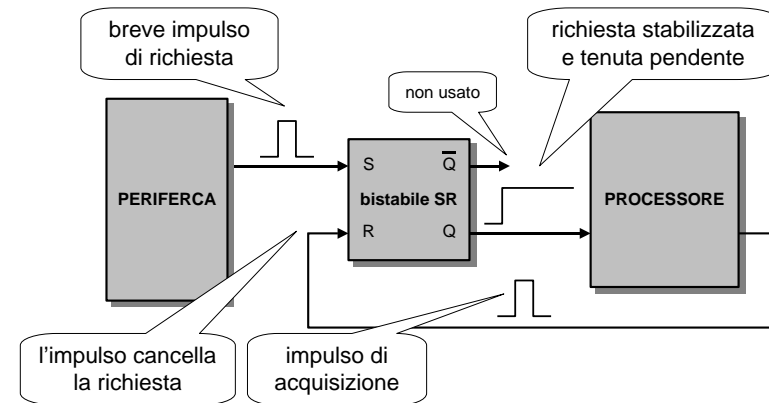 breve impulso
di richiesta
richiesta stabilizzata
e tenuta pendente
non usato
PERIFERCA
S
Q
bistabile SR
R
Q
PROCESSORE
l'impulso cancella
la richiesta
impulso di
acquisizione